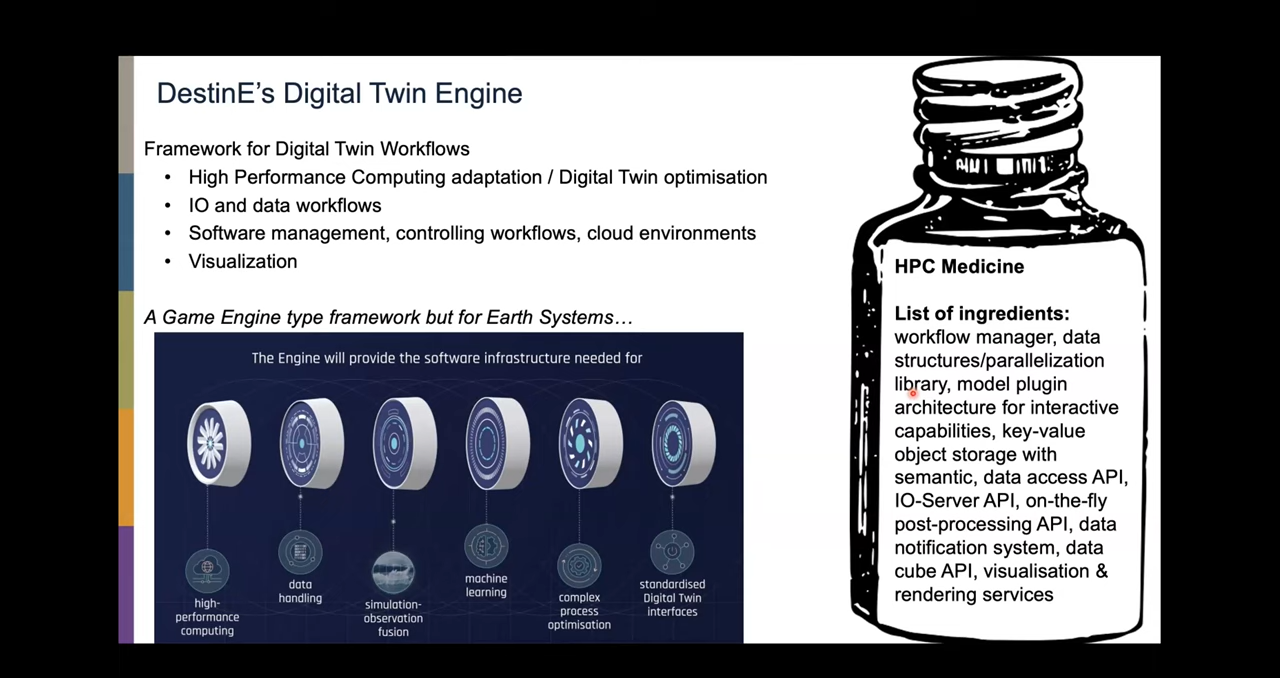 DestinE's Digital Twin Engine
Framework for Digital Twin Workflows
• High Performance Computing adaptation / Digital Twin optimisation
• IO and data workflows
• Software management, controlling workflows, cloud environments
• Visualization
A Game Engine type framework but for Earth Systems…
The Engine will provide the software infrastructure needed for
high-
performance
computing
data
handling
simulation-
observation
fusion
machine
learning
complex
process
optimisation
standardised
Digital Twin
interfaces
HPC Medicine
List of ingredients:
workflow manager, data
structures/parallelization
library, model plugin
architecture for interactive
capabilities, key-value
object storage with
semantic, data access API,
IO-Server API, on-the-fly
post-processing API, data
notification system, data
cube API, visualisation &
rendering services